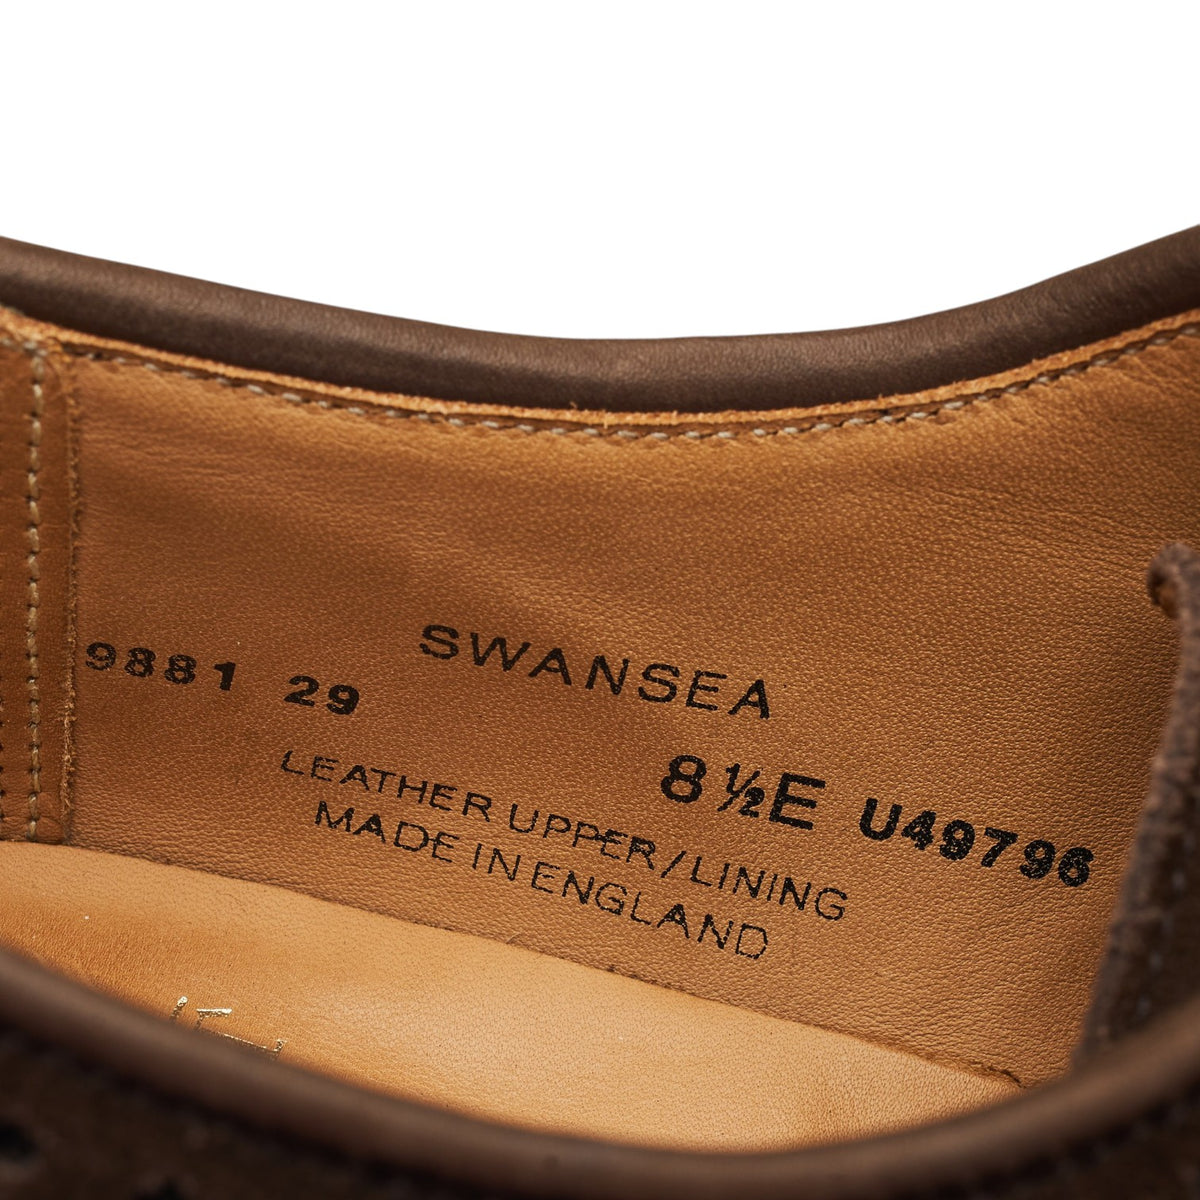 SWANSEA
9881 29
8½E U49796
LEATHER UPPER/LINING
MADE IN ENGLAND